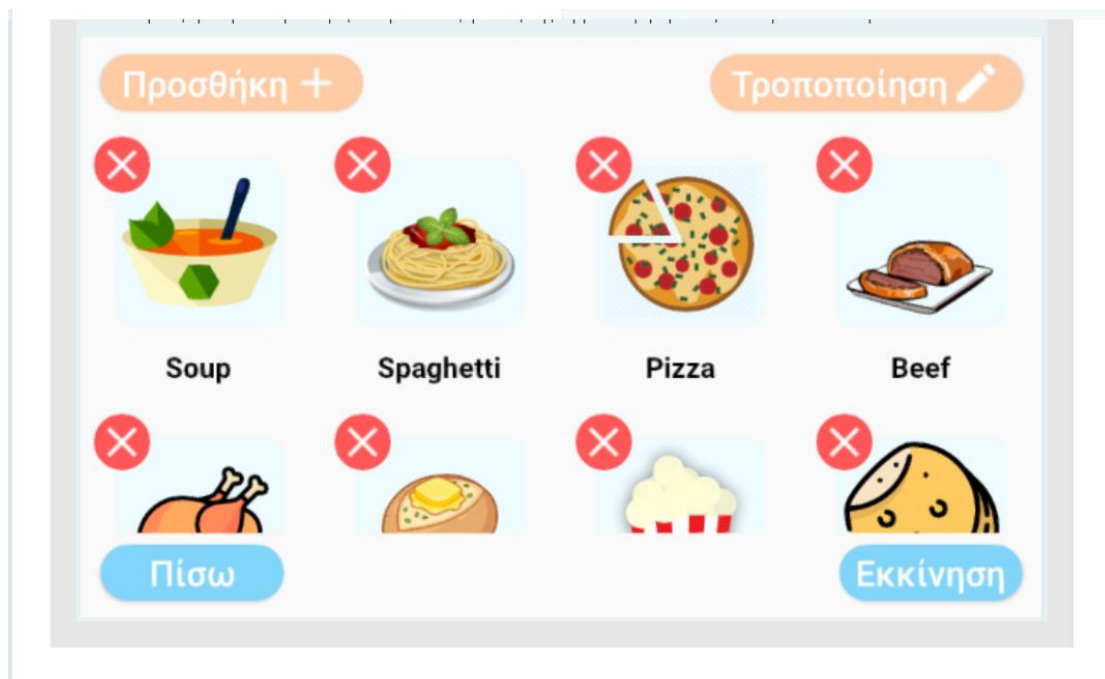 Προσθήκη +
Τροποποίηση
Soup
Spaghetti
Pizza
Beef
Πίσω
Εκκίνηση